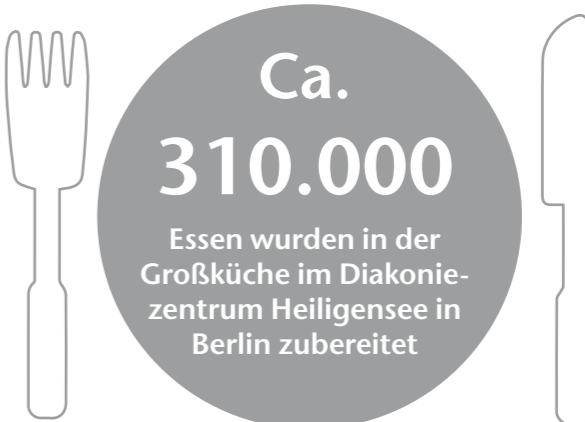 Ca.
310.000
Essen wurden in der
Großküche im Diakonie-
zentrum Heiligensee in
Berlin zubereitet